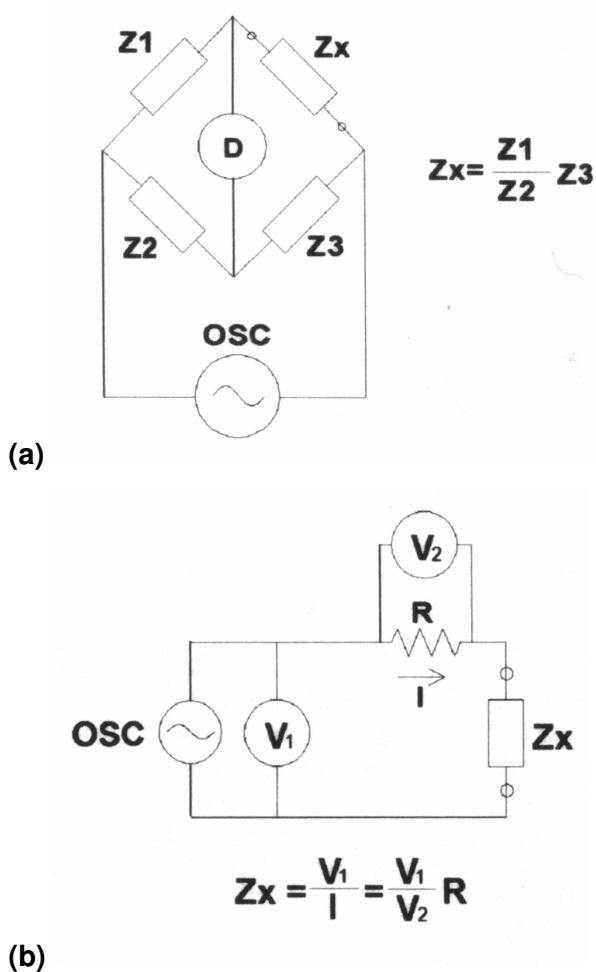 Z1
Zx
D
Zx= Z1/Z2 Z3
Z2
Z3
OSC
(a)
V₂
R
I
OSC
V₁
Zx
Zx = V₁/I = V₁/V₂ R
(b)